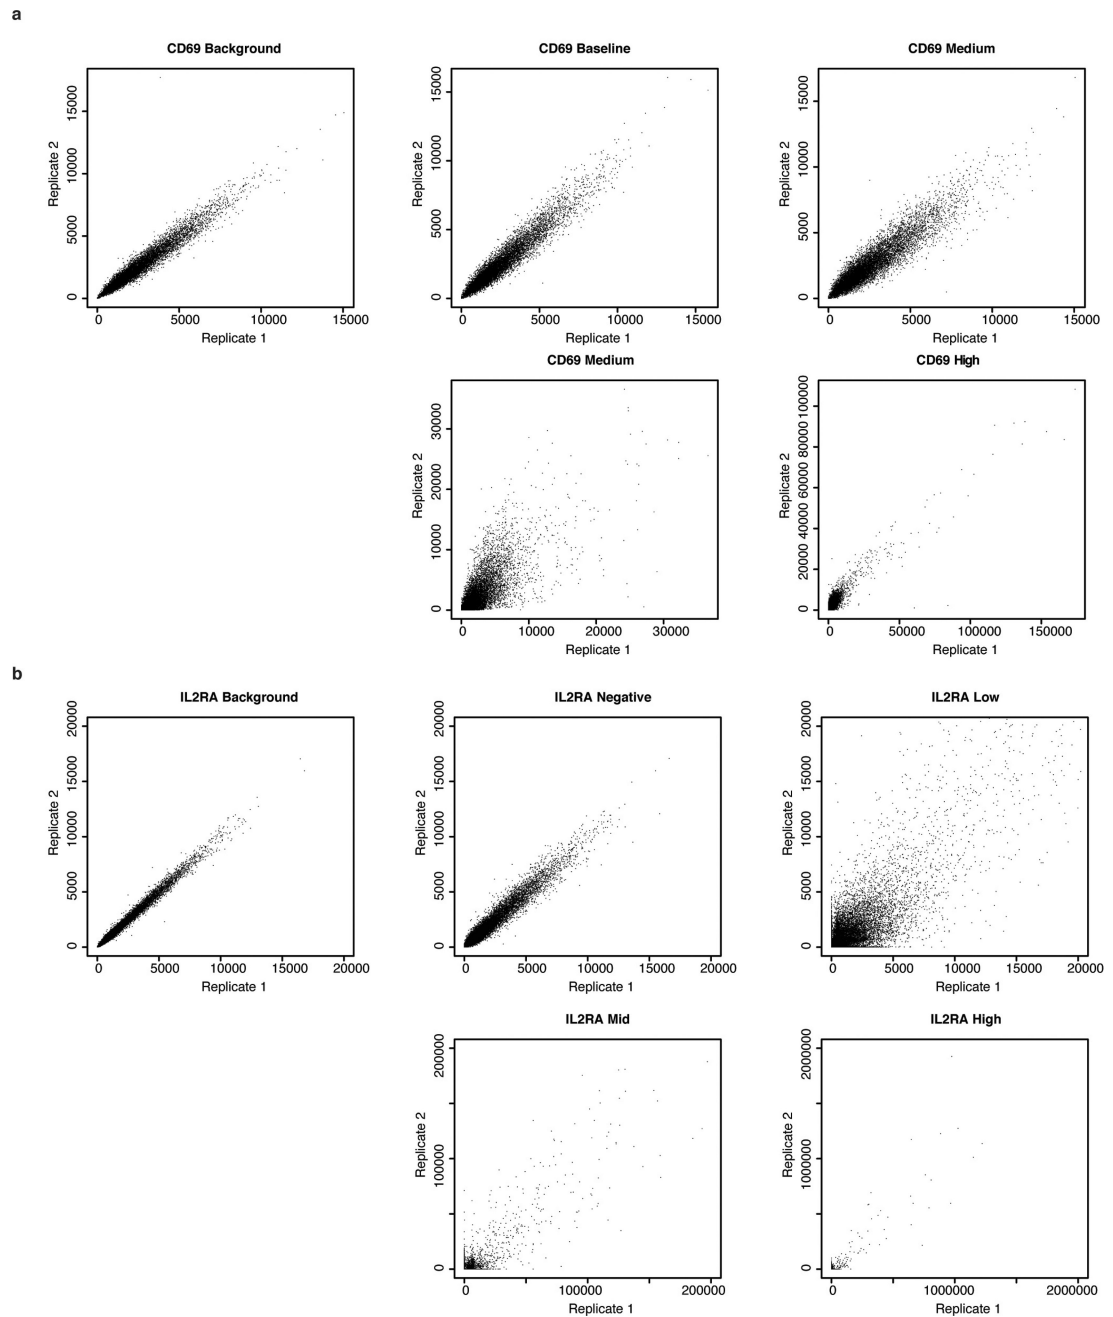 a
CD69 Background
CD69 Baseline
CD69 Medium
Replicate 2
0 5000 10000 15000
0 5000 10000 15000
Replicate 1
Replicate 2
0 5000 10000 15000
0 5000 10000 15000
Replicate 1
Replicate 2
0 5000 10000 15000
0 5000 10000 15000
Replicate 1
CD69 Medium
CD69 High
Replicate 2
0 10000 20000 30000
0 10000 20000 30000
Replicate 1
Replicate 2
0 20000 40000 60000 80000 100000
0 50000 100000 150000
Replicate 1
b
IL2RA Background
IL2RA Negative
IL2RA Low
Replicate 2
0 5000 10000 15000 20000
0 5000 10000 15000 20000
Replicate 1
Replicate 2
0 5000 10000 15000 20000
0 5000 10000 15000 20000
Replicate 1
Replicate 2
0 5000 10000 15000 20000
0 5000 10000 15000 20000
Replicate 1
IL2RA Mid
IL2RA High
Replicate 2
0 100000 200000
0 100000 200000
Replicate 1
Replicate 2
0 1000000 2000000
0 1000000 2000000
Replicate 1